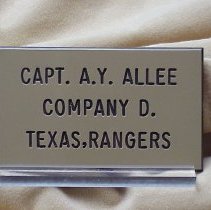 CAPT. A.Y. ALLEE
COMPANY D.
TEXAS,RANGERS